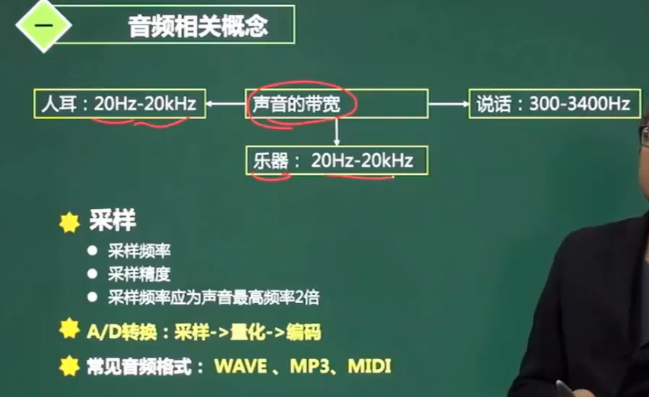 一
音频相关概念
人耳：20Hz-20kHz
声音的带宽
说话：300-3400Hz
乐器： 20Hz-20kHz
采样
采样频率
采样精度
采样频率应为声音最高频率2倍
A/D转换：采样->量化->编码
常见音频格式： WAVE 、MP3、MIDI